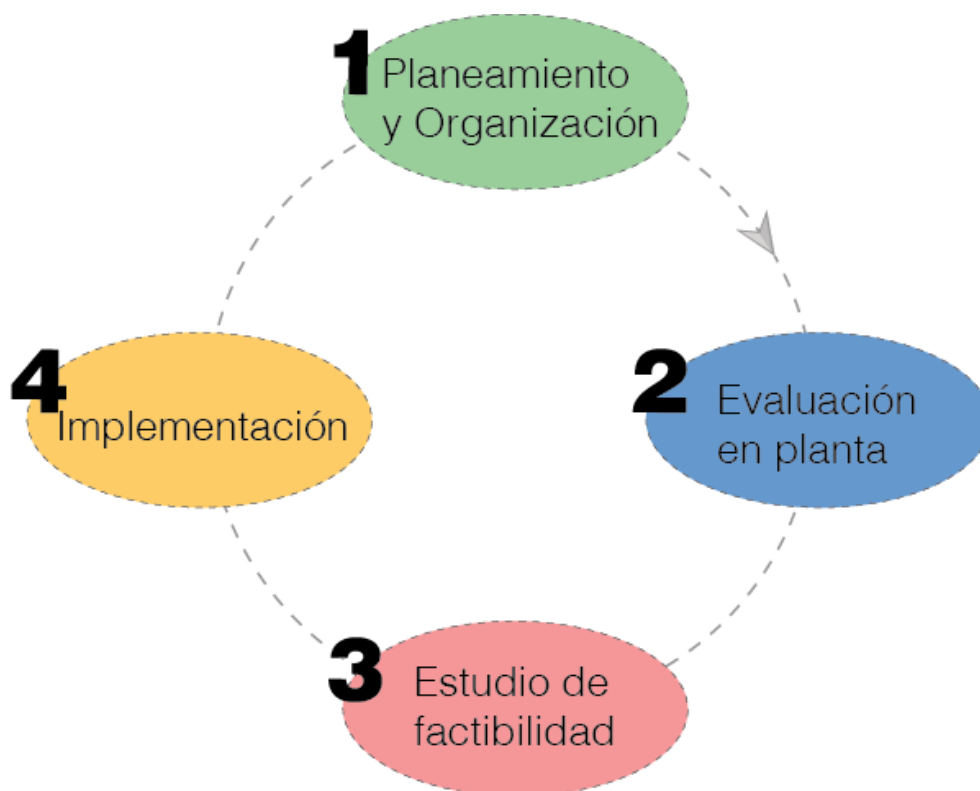 1 Planeamiento
y Organización
2 Evaluación
en planta
3 Estudio de
factibilidad
4 Implementación